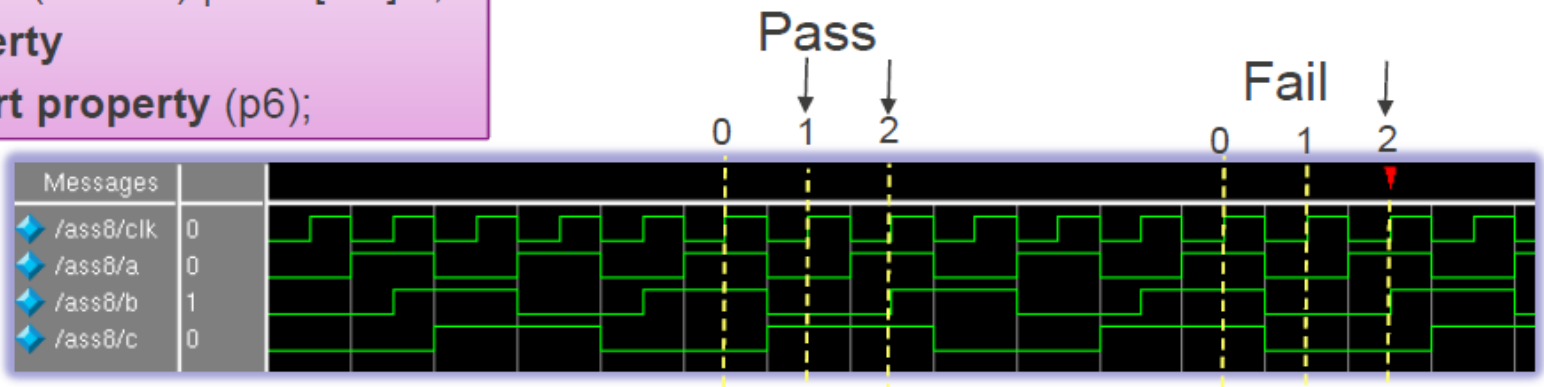 erty
rt property (p6);
Pass
Fail
0 1 2
0 1 2
Messages
/ass8/clk 0
/ass8/a 0
/ass8/b 1
/ass8/c 0